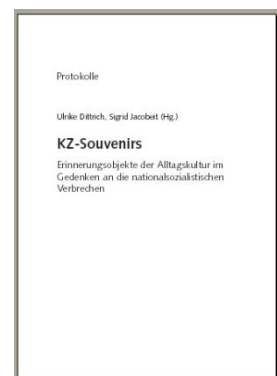 Protokolle
Ulrike Dittrich, Sigrid Jacobeit (Hg.)
KZ-Souvenirs
Erinnerungsobjekte der Alltagskultur im
Gedenken an die nationalsozialistischen
Verbrechen